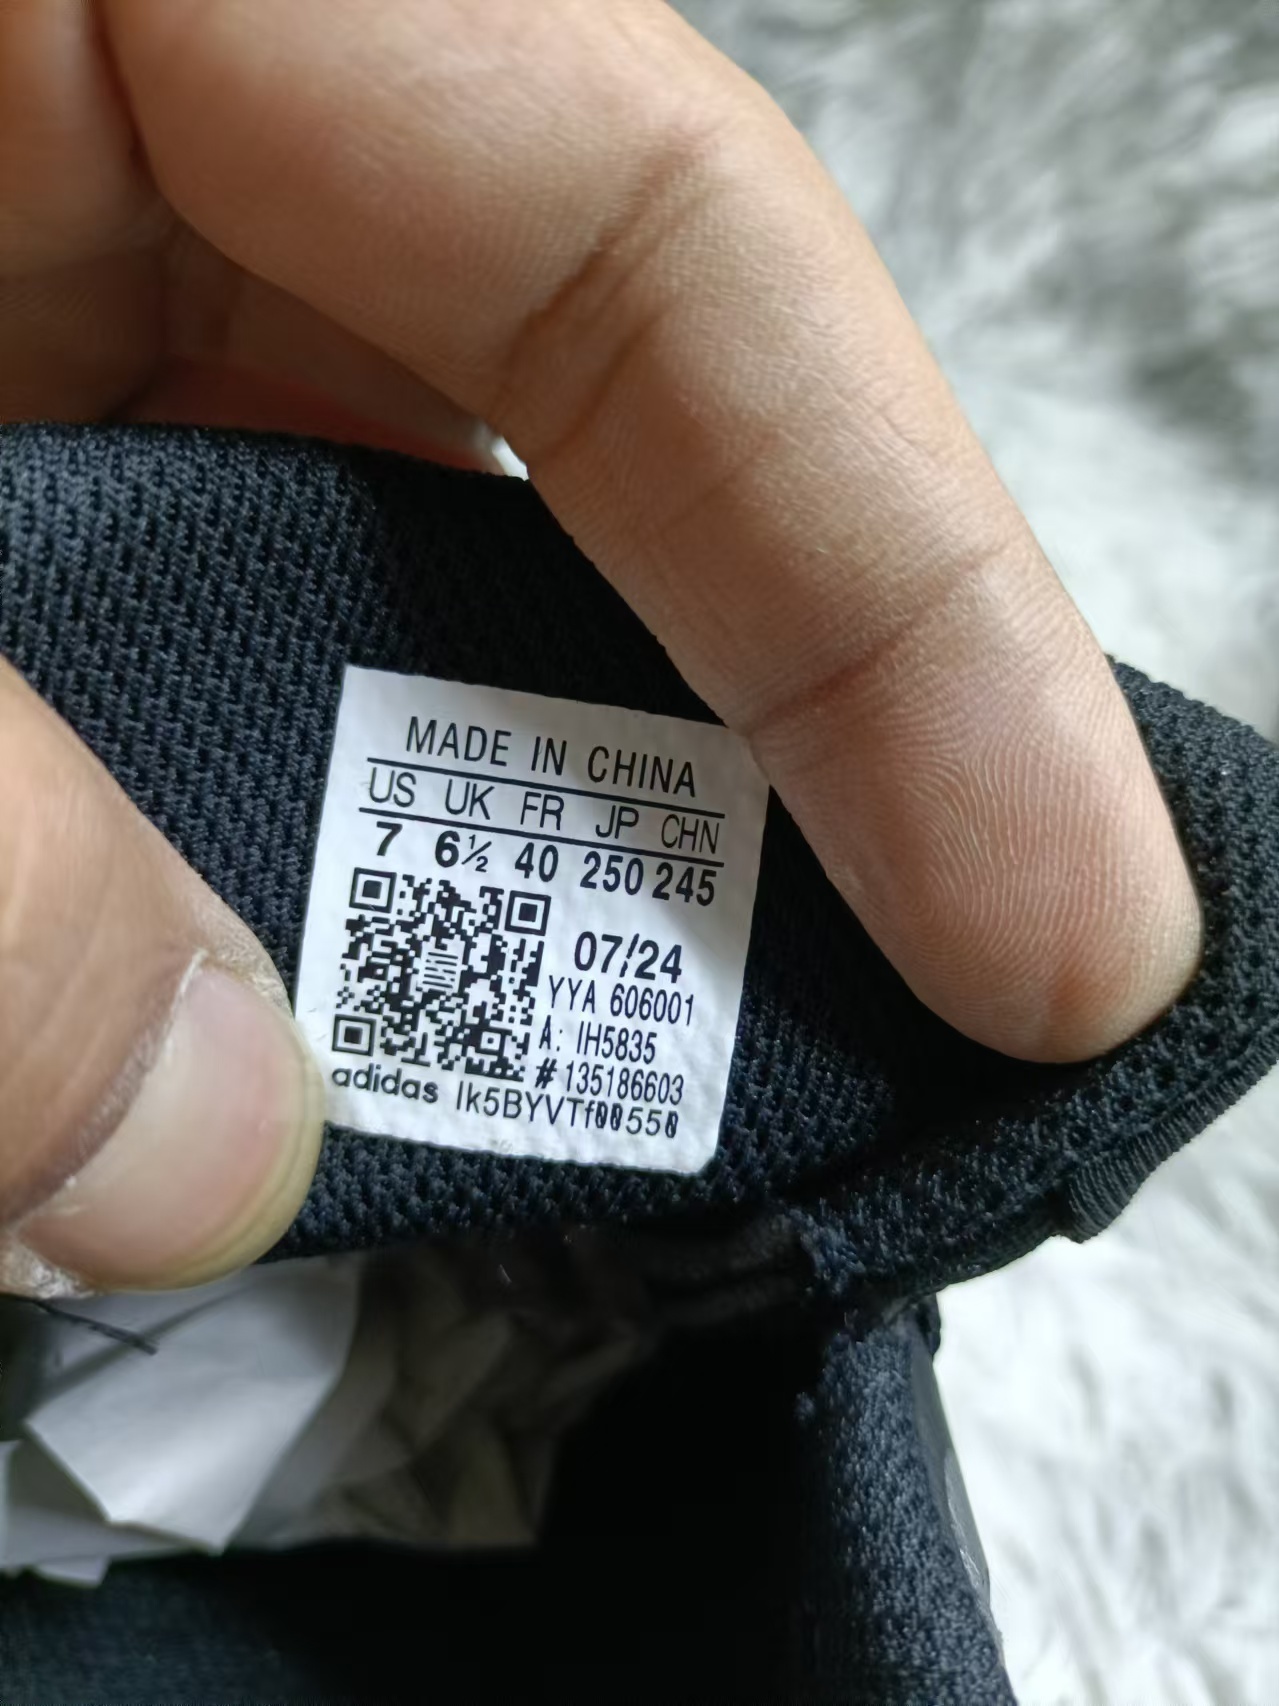 MADE IN CHINA
US UK FR JP CHN
7 6½ 40 250 245
07/24
YYA 606001
A: IH5835
# 135186603
adidas Ik5BYVTf00550